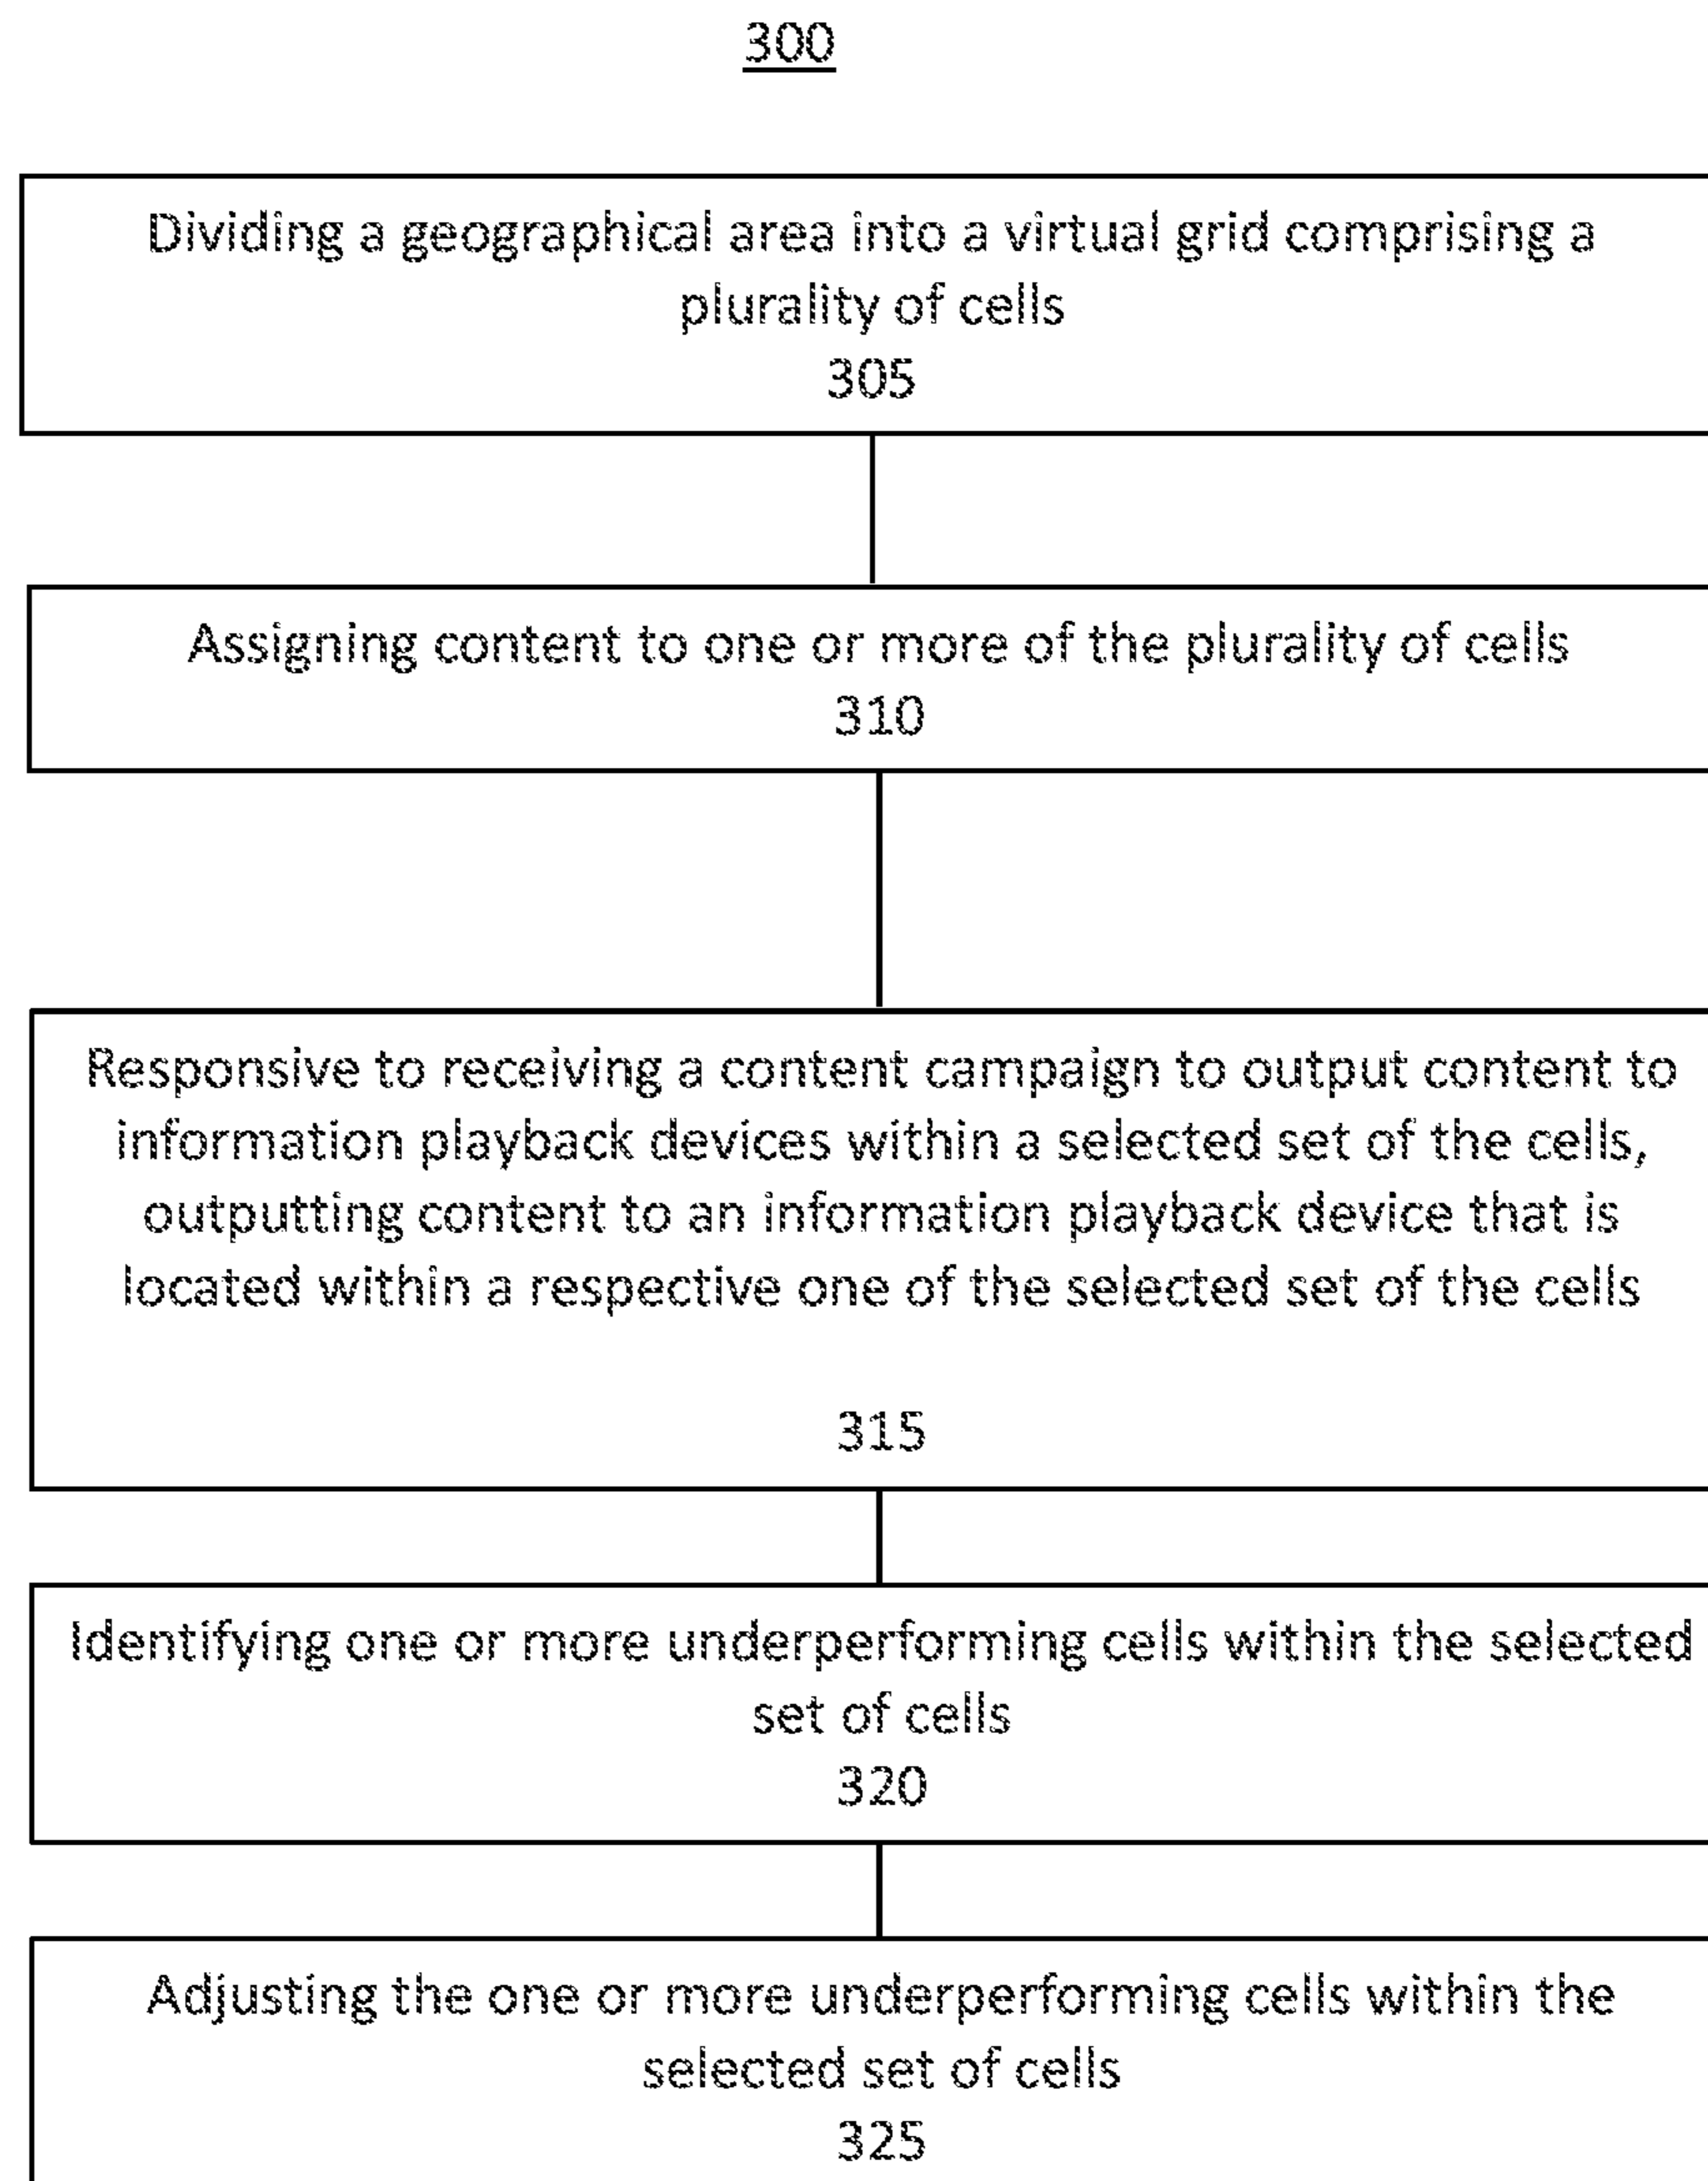 300
Dividing a geographical area into a virtual grid comprising a
plurality of cells
305
Assigning content to one or more of the plurality of cells
310
Responsive to receiving a content campaign to output content to
information playback devices within a selected set of the cells,
outputting content to an information playback device that is
located within a respective one of the selected set of the cells
315
Identifying one or more underperforming cells within the selected
set of cells
320
Adjusting the one or more underperforming cells within the
selected set of cells
325